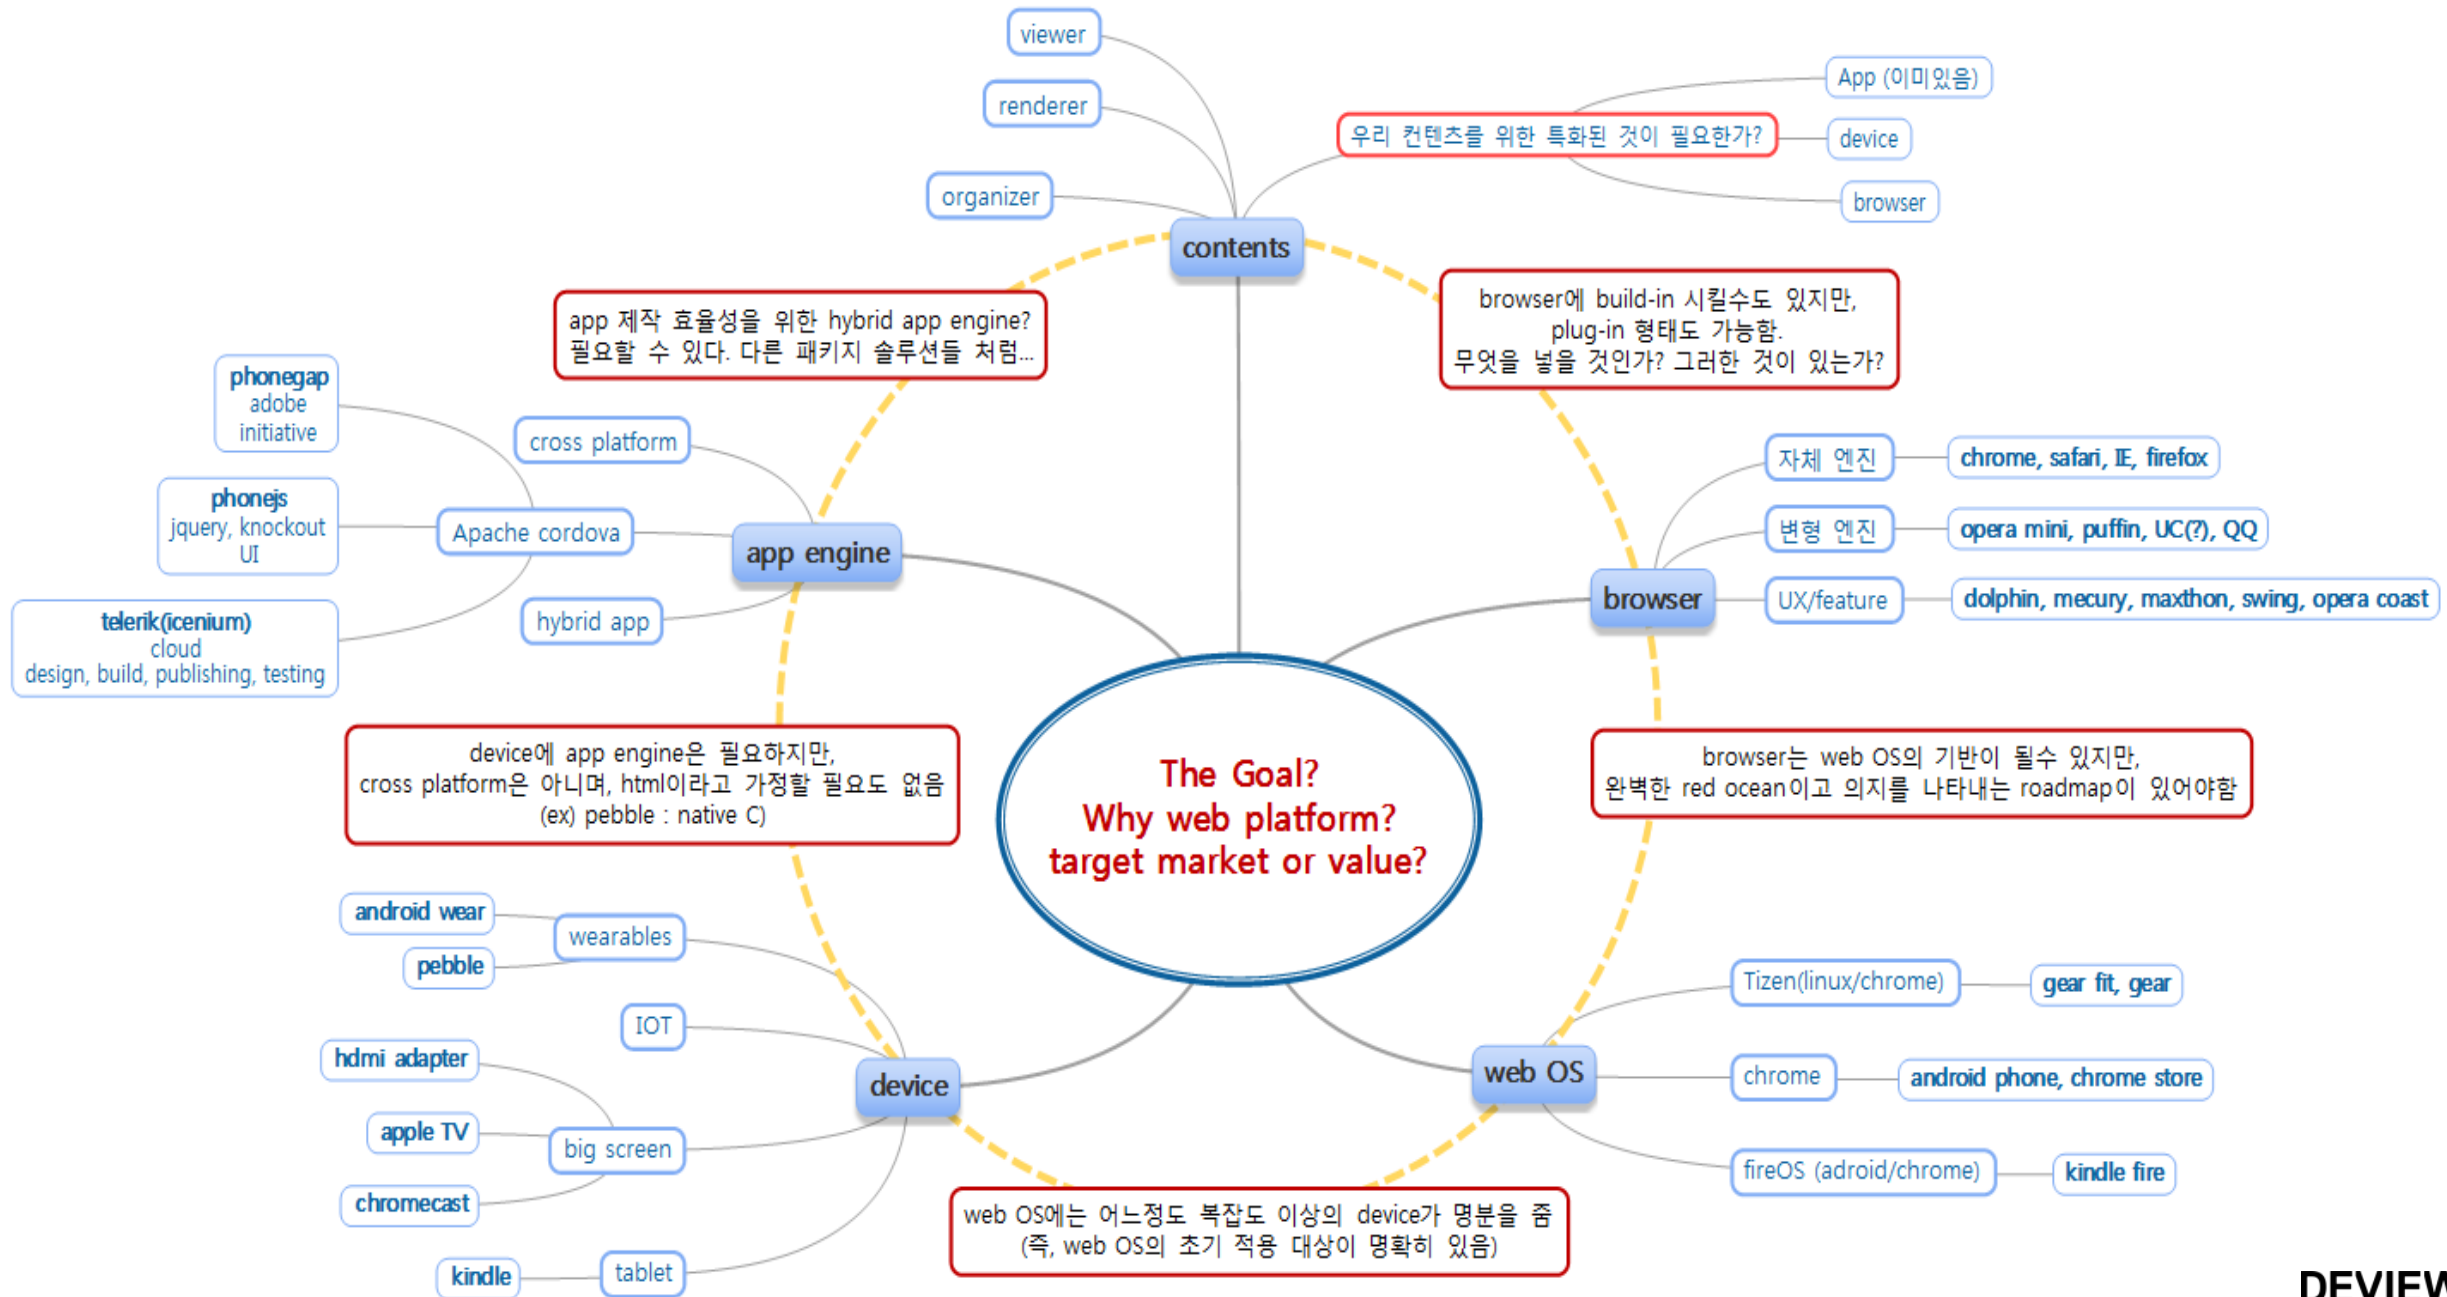 viewer
renderer
organizer
우리 컨텐츠를 위한 특화된 것이 필요한가?
App (이미있음)
device
browser
contents
app 제작 효율성을 위한 hybrid app engine?
필요할 수 있다. 다른 패키지 솔루션들 처럼...
browser에 build-in 시킬수도 있지만,
plug-in 형태도 가능함.
무엇을 넣을 것인가? 그러한 것이 있는가?
phonegap
adobe
initiative
phonejs
jquery, knockout
UI
telerik(icenium)
cloud
design, build, publishing, testing
cross platform
Apache cordova
hybrid app
app engine
browser
자체 엔진
chrome, safari, IE, firefox
변형 엔진
opera mini, puffin, UC(?), QQ
UX/feature
dolphin, mecury, maxthon, swing, opera coast
device에 app engine은 필요하지만,
cross platform은 아니며, html이라고 가정할 필요도 없음
(ex) pebble : native C)
The Goal?
Why web platform?
target market or value?
browser는 web OS의 기반이 될수 있지만,
완벽한 red ocean이고 의지를 나타내는 roadmap이 있어야함
android wear
pebble
wearables
IOT
hdmi adapter
apple TV
chromecast
big screen
kindle
tablet
device
web OS
Tizen(linux/chrome)
gear fit, gear
chrome
android phone, chrome store
fireOS (adroid/chrome)
kindle fire
web OS에는 어느정도 복잡도 이상의 device가 명분을 줌
(즉, web OS의 초기 적용 대상이 명확히 있음)
DEVIEW